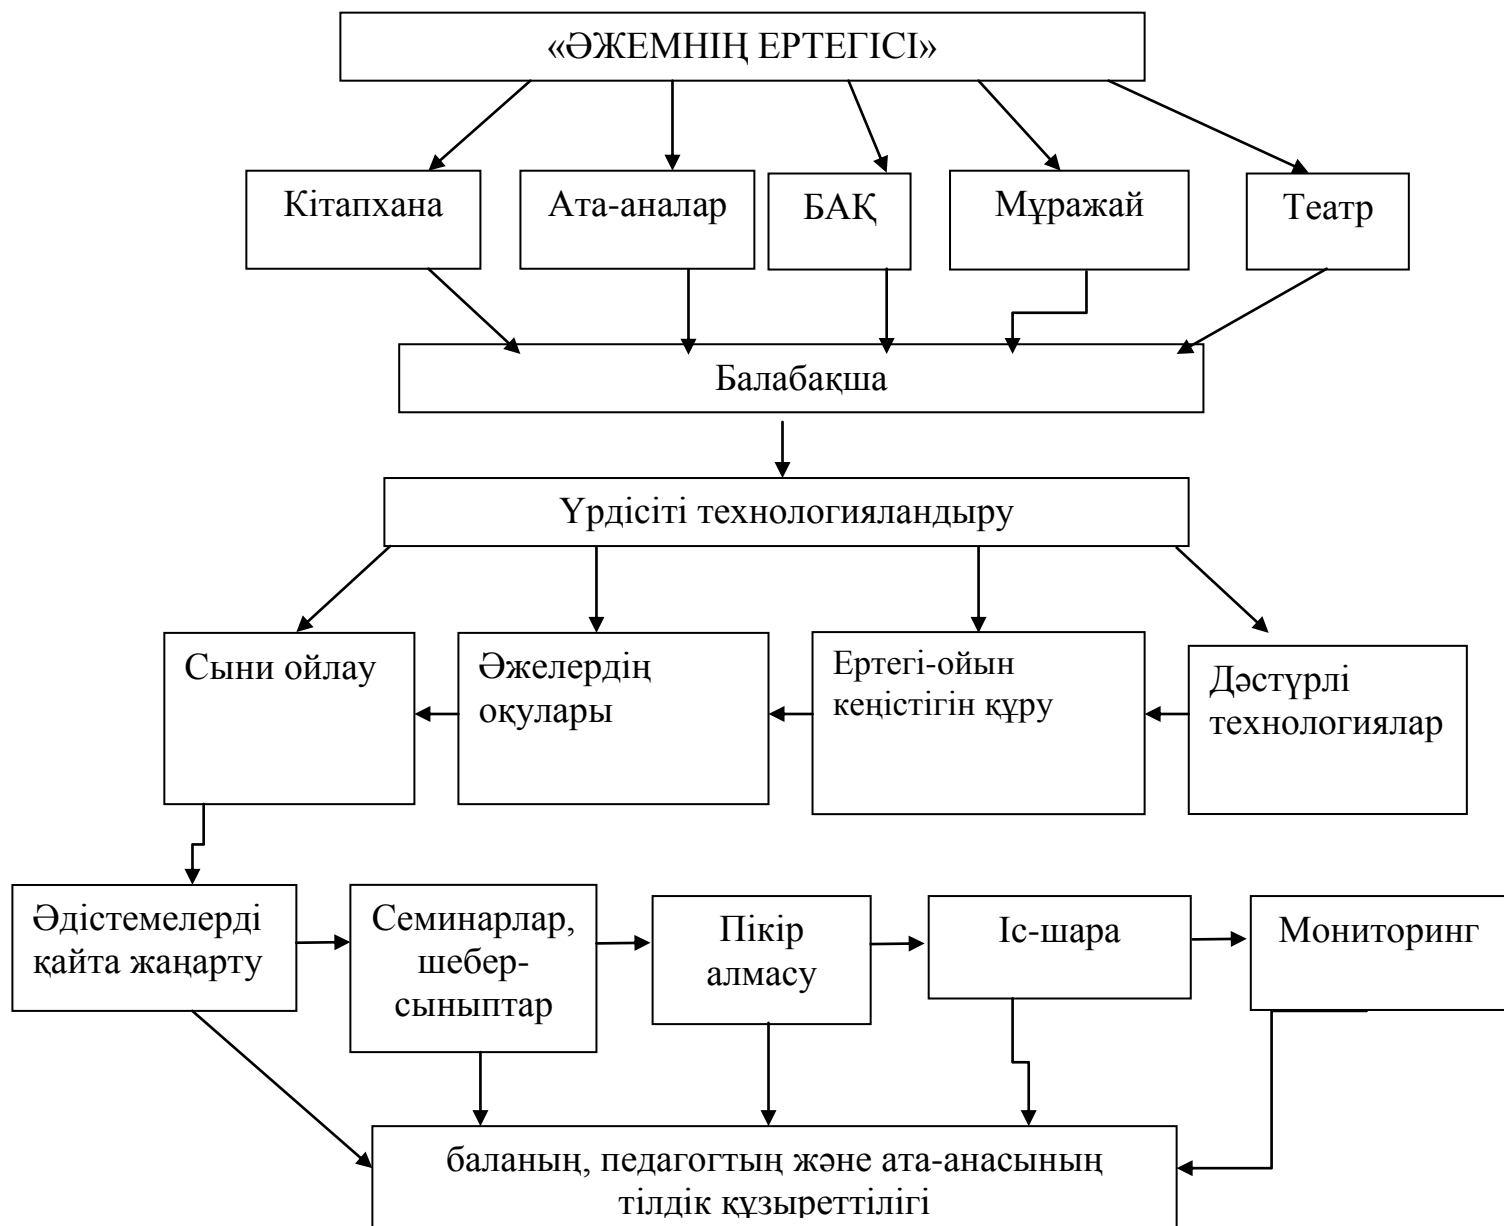 «ӘЖЕМНІҢ ЕРТЕГІСІ»
Кітапхана
Ата-аналар
БАҚ
Мұражай
Театр
Балабақша
Үрдісіті технологияландыру
Сыни ойлау
Әжелердің
оқулары
Ертегі-ойын
кеңістігін құру
Дәстүрлі
технологиялар
Әдістемелерді
қайта жаңарту
Семинарлар,
шебер-
сыныптар
Пікір
алмасу
Іс-шара
Мониторинг
баланың, педагогтың және ата-анасының
тілдік құзыреттілігі